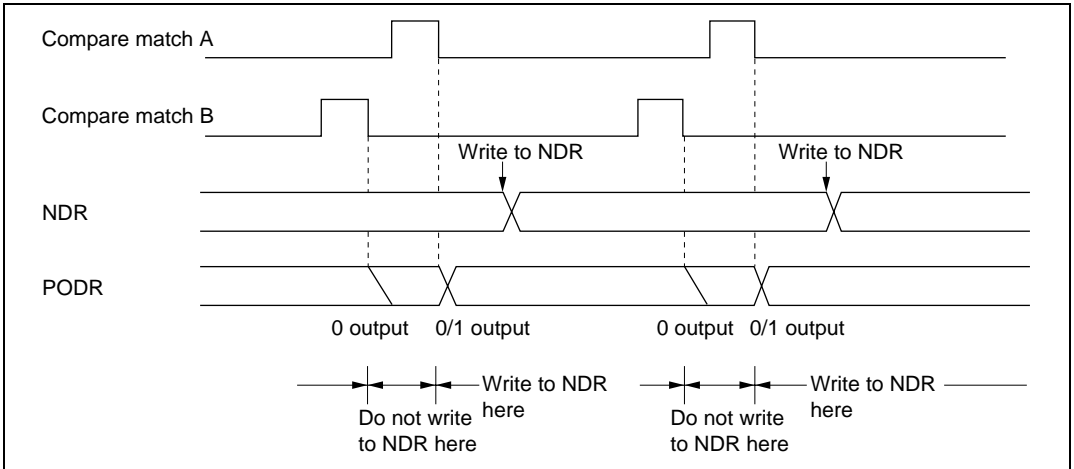 Compare match A
Compare match B
Write to NDR
Write to NDR
NDR
PODR
0 output
0/1 output
0 output
0/1 output
Write to NDR
here
Write to NDR
here
Do not write
to NDR here
Do not write
to NDR here